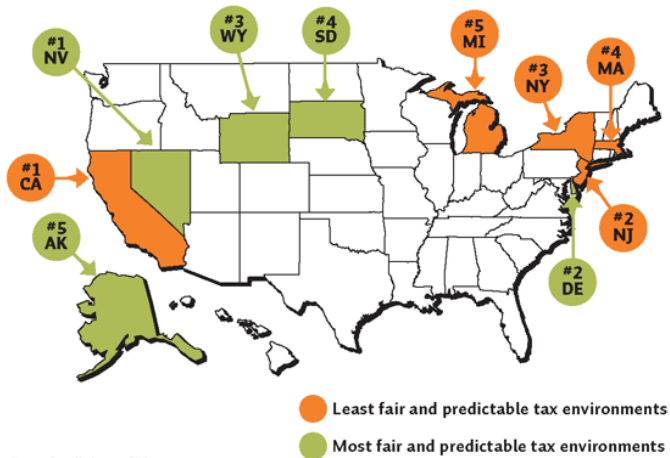 #1
NV
#3
WY
#4
SD
#5
MI
#3
NY
#4
MA
#1
CA
#5
AK
#2
NJ
#2
DE
Least fair and predictable tax environments
Most fair and predictable tax environments